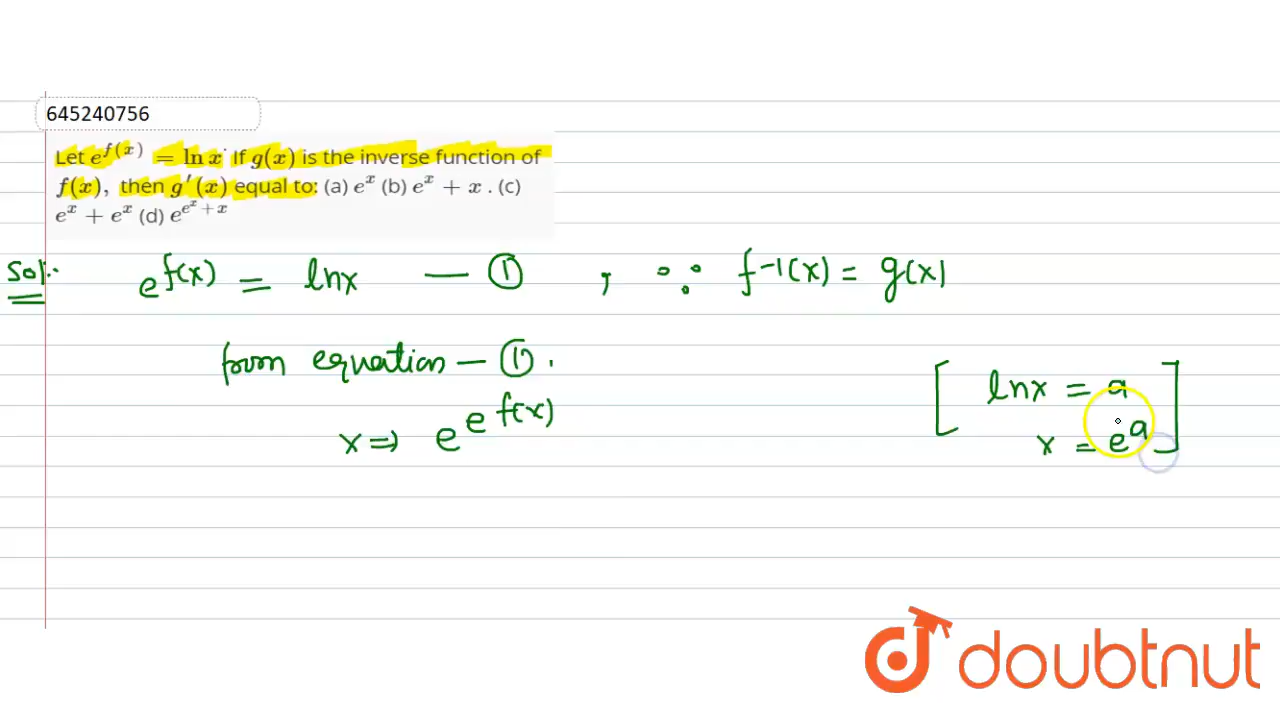 645240756
Let e^{f(x)} = ln x. If g(x) is the inverse function of
f(x), then g′(x) equal to: (a) e^x (b) e^x + x . (c)
e^x + e^x (d) e^{e^x + x}
Sol:- e^{f(x)} = lnx — ① , ∵ f^{-1}(x) = g(x)
from equation — ① .
[ lnx = a
x ⇒ e^{e^{f(x)}}
x = e^a ]
doubtnut